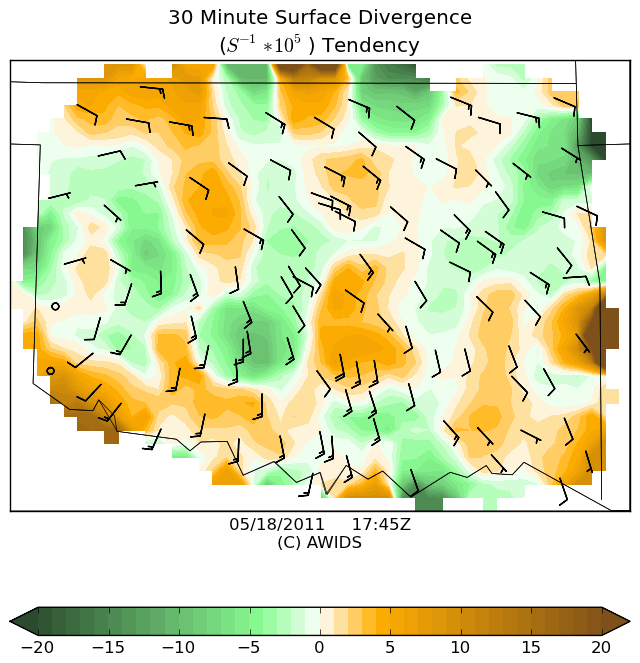 30 Minute Surface Divergence
(S⁻¹ *10⁵ ) Tendency
05/18/2011 17:45Z
(C) AWIDS
−20 −15 −10 −5 0 5 10 15 20